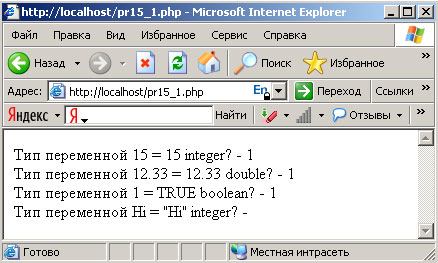 http://localhost/pr15_1.php - Microsoft Internet Explorer
Файл Правка Вид Избранное Сервис Справка
Назад Поиск Избранное »
Адрес: http://localhost/pr15_1.php En Переход Ссылки »
Яндекс Я Найти Отзывы »
Тип переменной 15 = 15 integer? - 1
Тип переменной 12.33 = 12.33 double? - 1
Тип переменной 1 = TRUE boolean? - 1
Тип переменной Hi = "Hi" integer? -
Готово Местная интрасеть